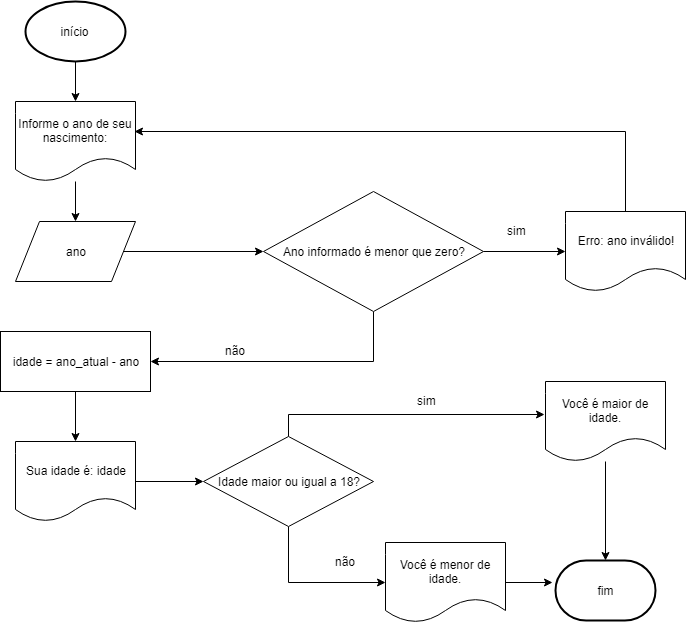 início
Informe o ano de seu
nascimento:
ano
Ano informado é menor que zero?
sim
Erro: ano inválido!
não
idade = ano_atual - ano
Sua idade é: idade
Idade maior ou igual a 18?
sim
Você é maior de
idade.
não
Você é menor de
idade.
fim